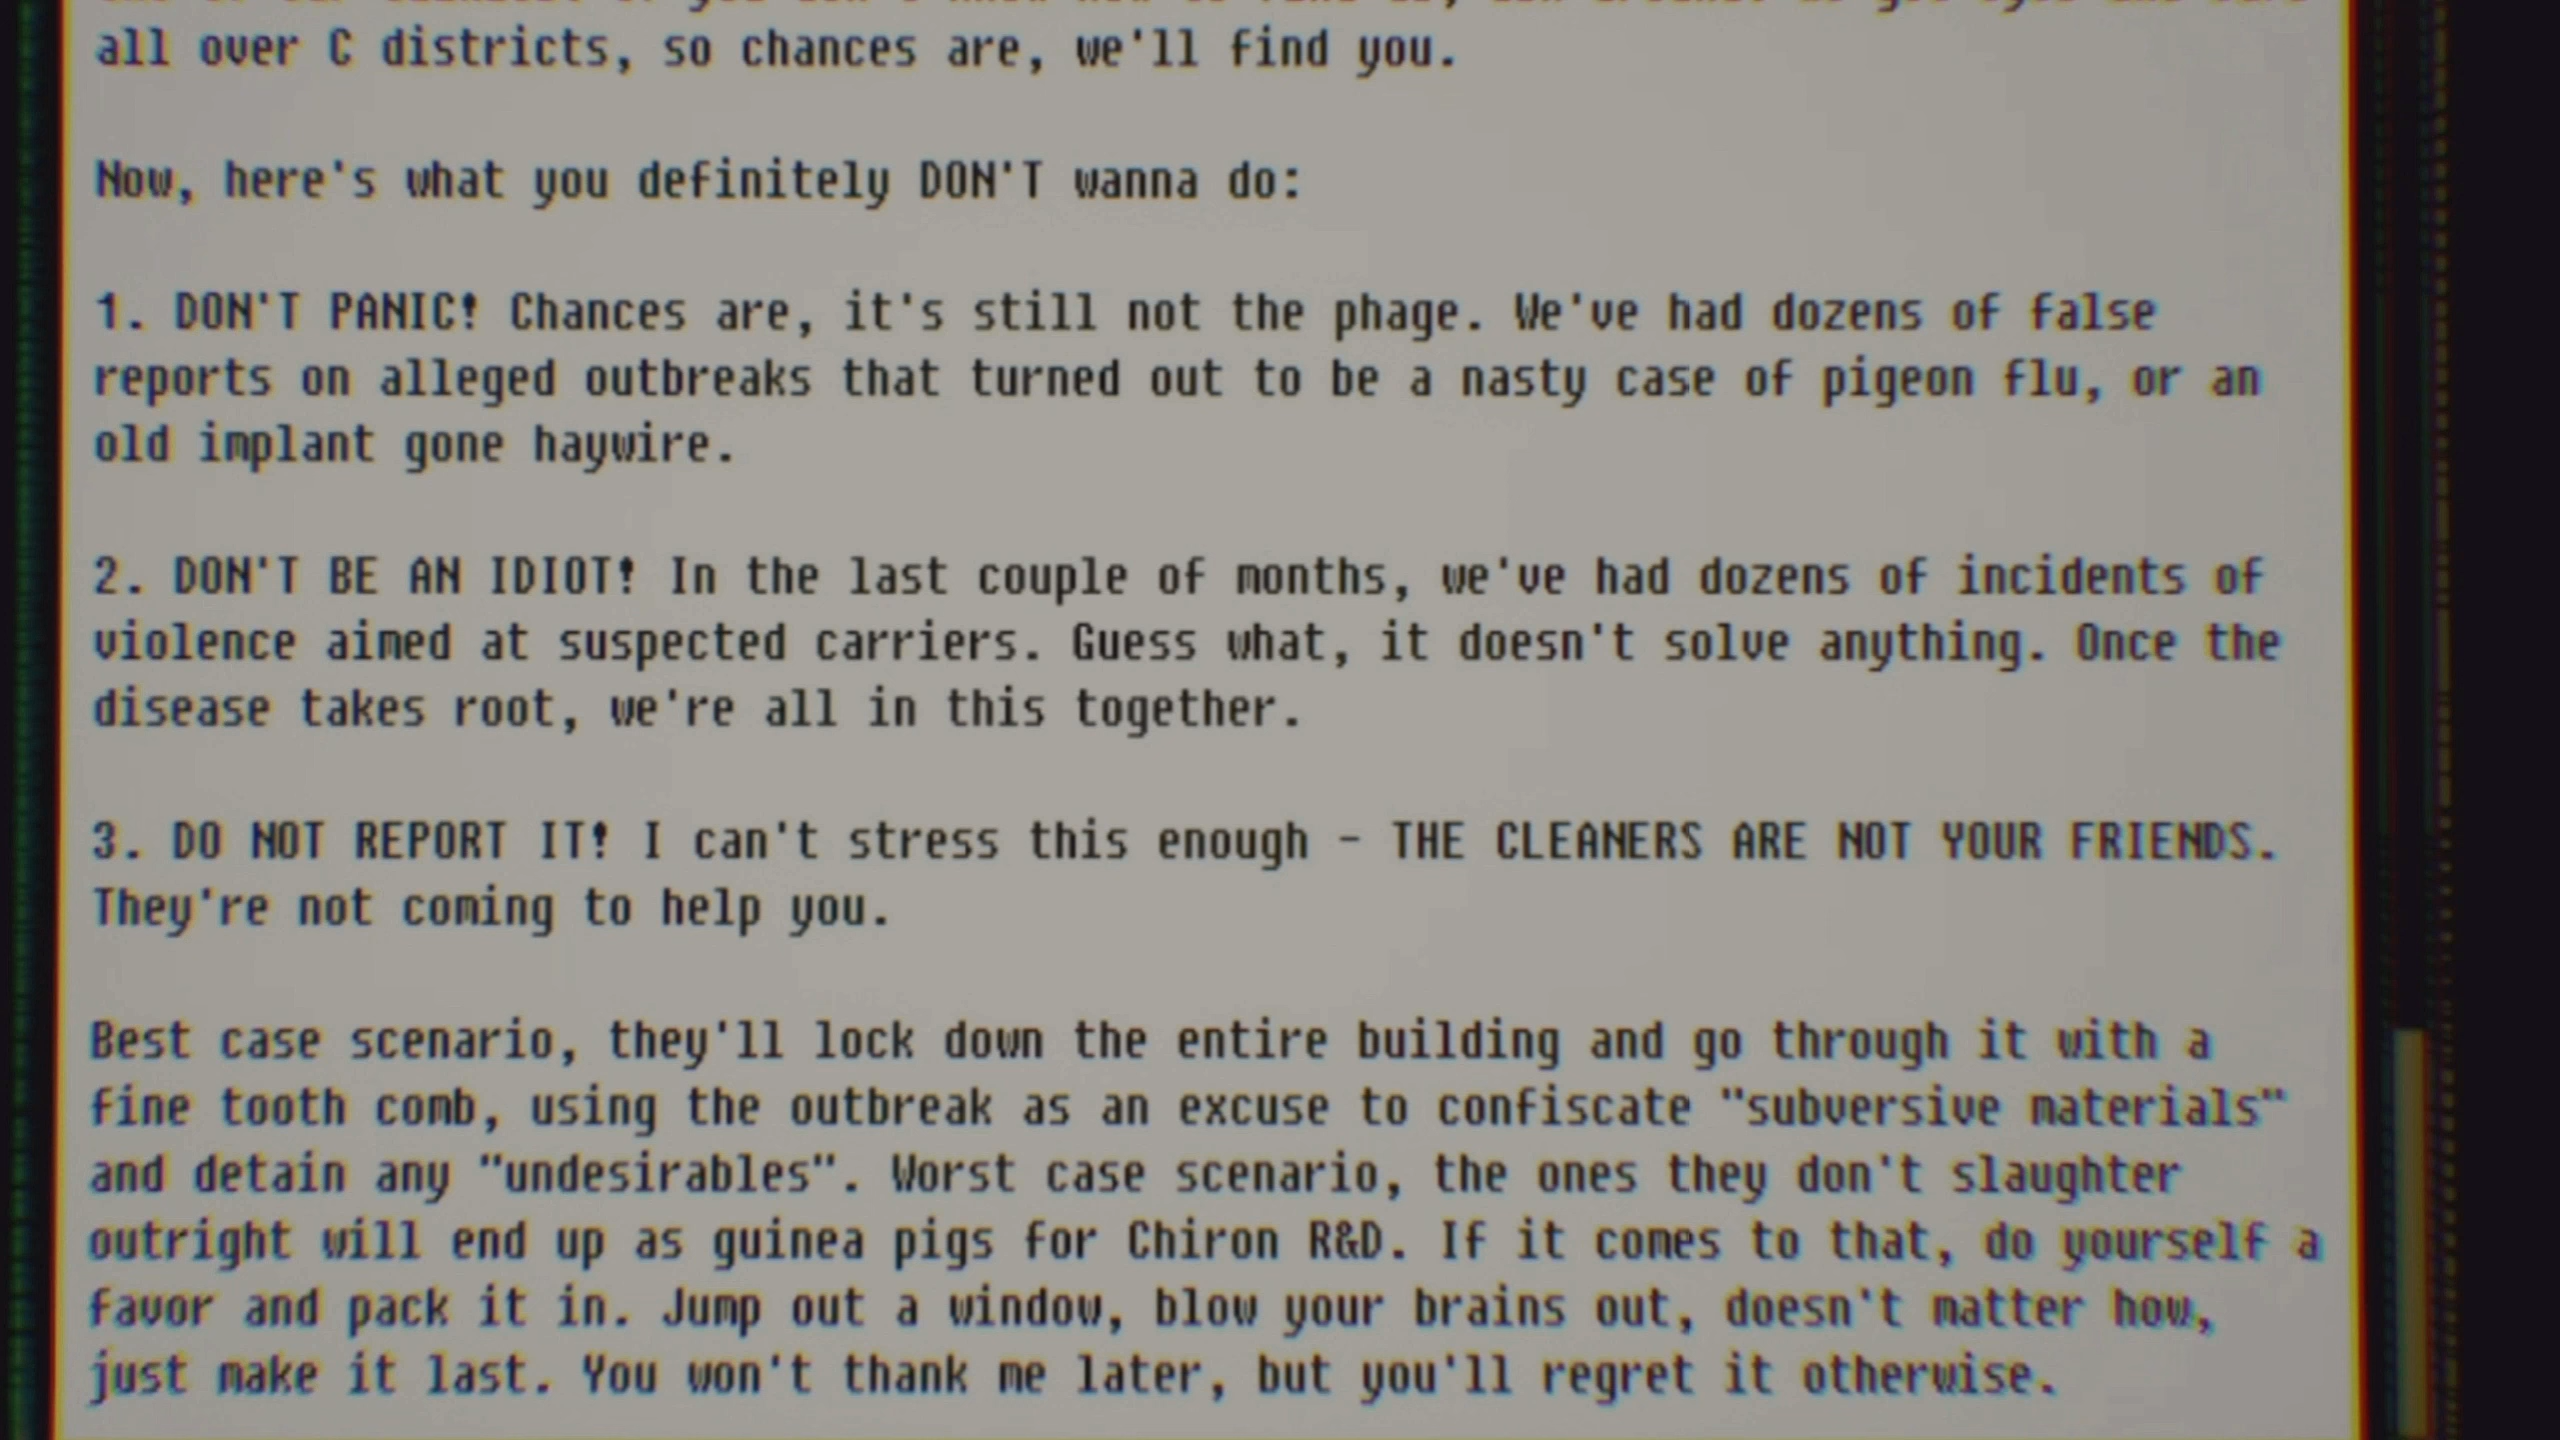 all over C districts, so chances are, we'll find you.
Now, here's what you definitely DON'T wanna do:
1. DON'T PANIC! Chances are, it's still not the phage. We've had dozens of false
reports on alleged outbreaks that turned out to be a nasty case of pigeon flu, or an
old implant gone haywire.
2. DON'T BE AN IDIOT! In the last couple of months, we've had dozens of incidents of
violence aimed at suspected carriers. Guess what, it doesn't solve anything. Once the
disease takes root, we're all in this together.
3. DO NOT REPORT IT! I can't stress this enough - THE CLEANERS ARE NOT YOUR FRIENDS.
They're not coming to help you.
Best case scenario, they'll lock down the entire building and go through it with a
fine tooth comb, using the outbreak as an excuse to confiscate "subversive materials"
and detain any "undesirables". Worst case scenario, the ones they don't slaughter
outright will end up as guinea pigs for Chiron R&D. If it comes to that, do yourself a
favor and pack it in. Jump out a window, blow your brains out, doesn't matter how,
just make it last. You won't thank me later, but you'll regret it otherwise.